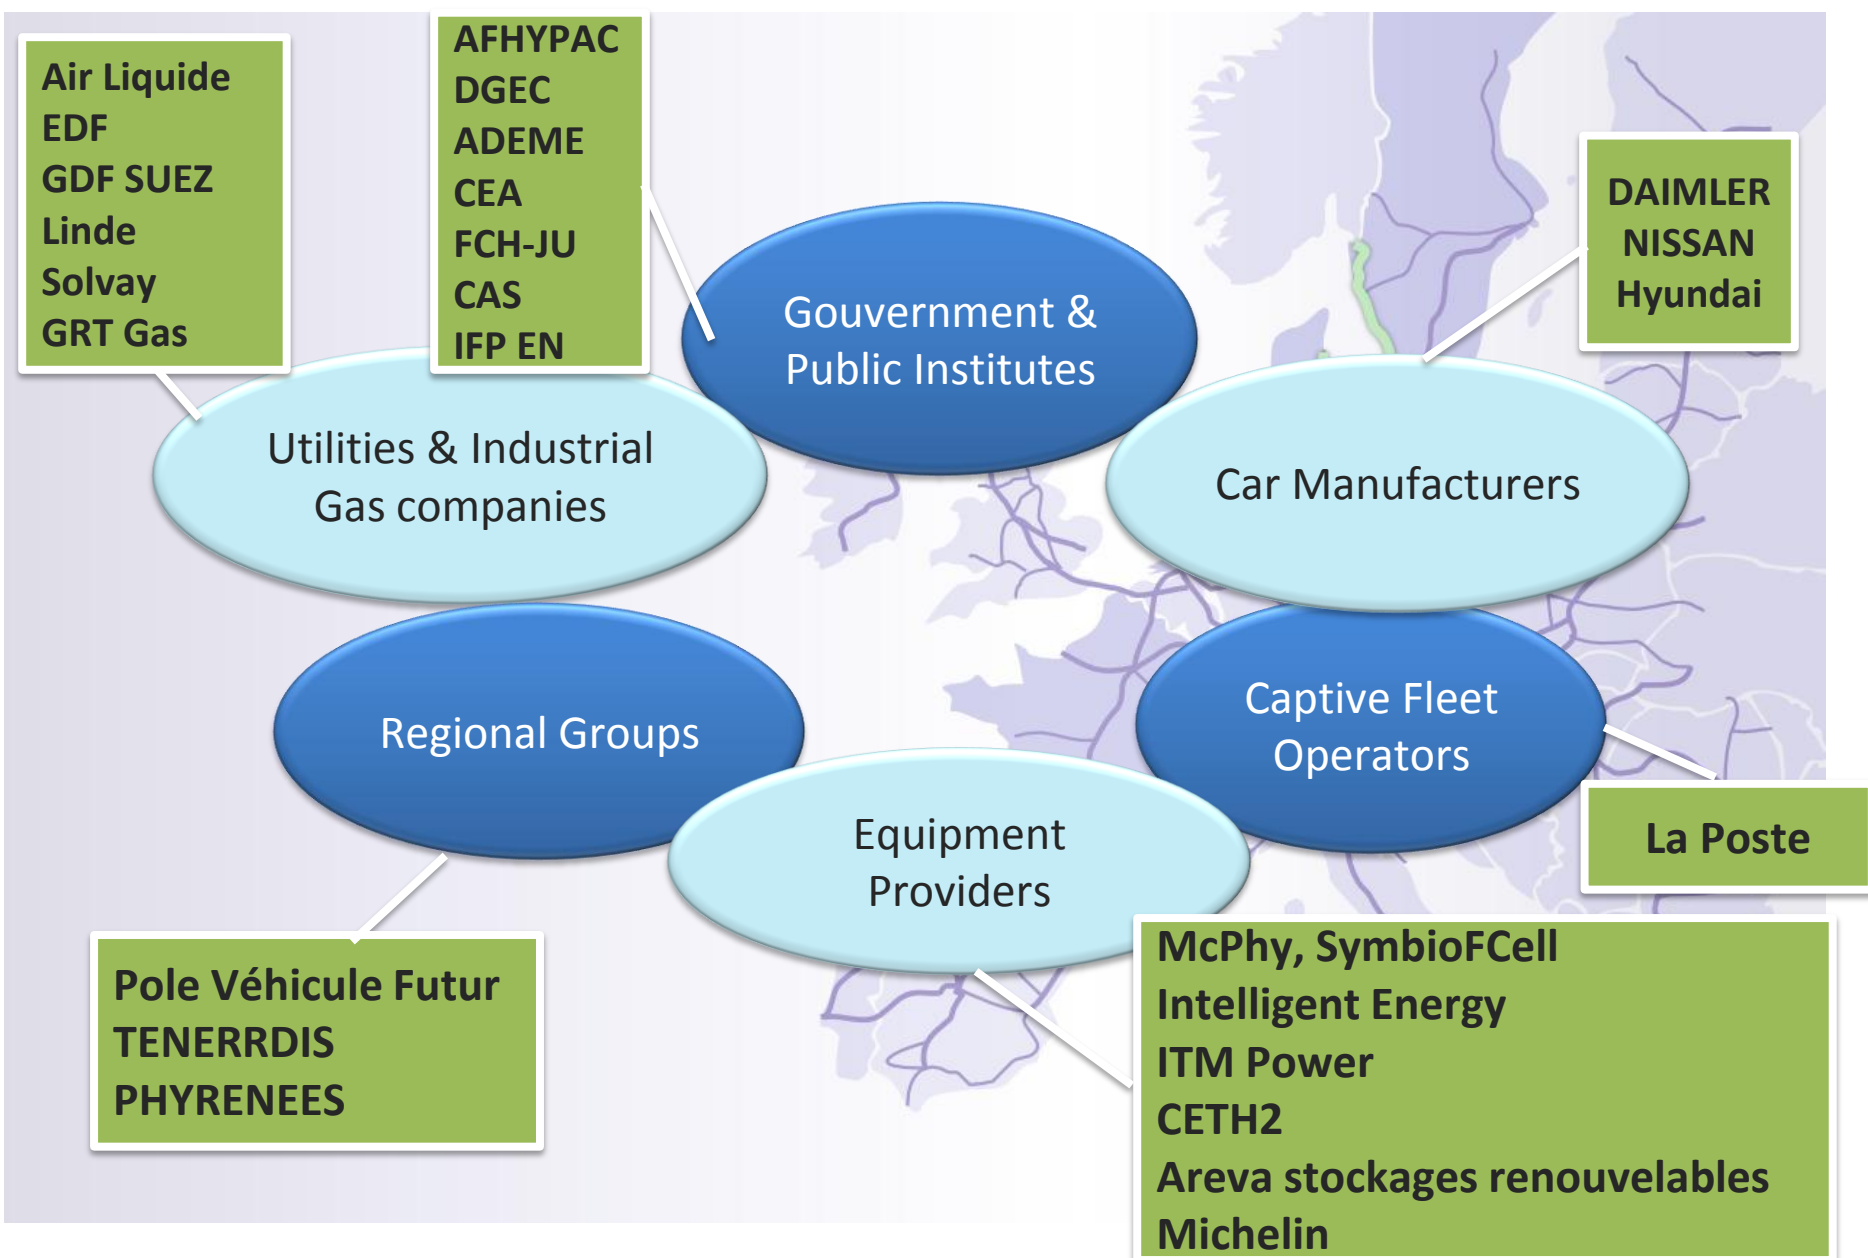 Air Liquide
EDF
GDF SUEZ
Linde
Solvay
GRT Gas
AFHYPAC
DGEC
ADEME
CEA
FCH-JU
CAS
IFP EN
DAIMLER
NISSAN
Hyundai
Gouvernment &
Public Institutes
Utilities & Industrial
Gas companies
Car Manufacturers
Regional Groups
Captive Fleet
Operators
Equipment
Providers
La Poste
Pole Véhicule Futur
TENERRDIS
PHYRENEES
McPhy, SymbioFCell
Intelligent Energy
ITM Power
CETH2
Areva stockages renouvelables
Michelin